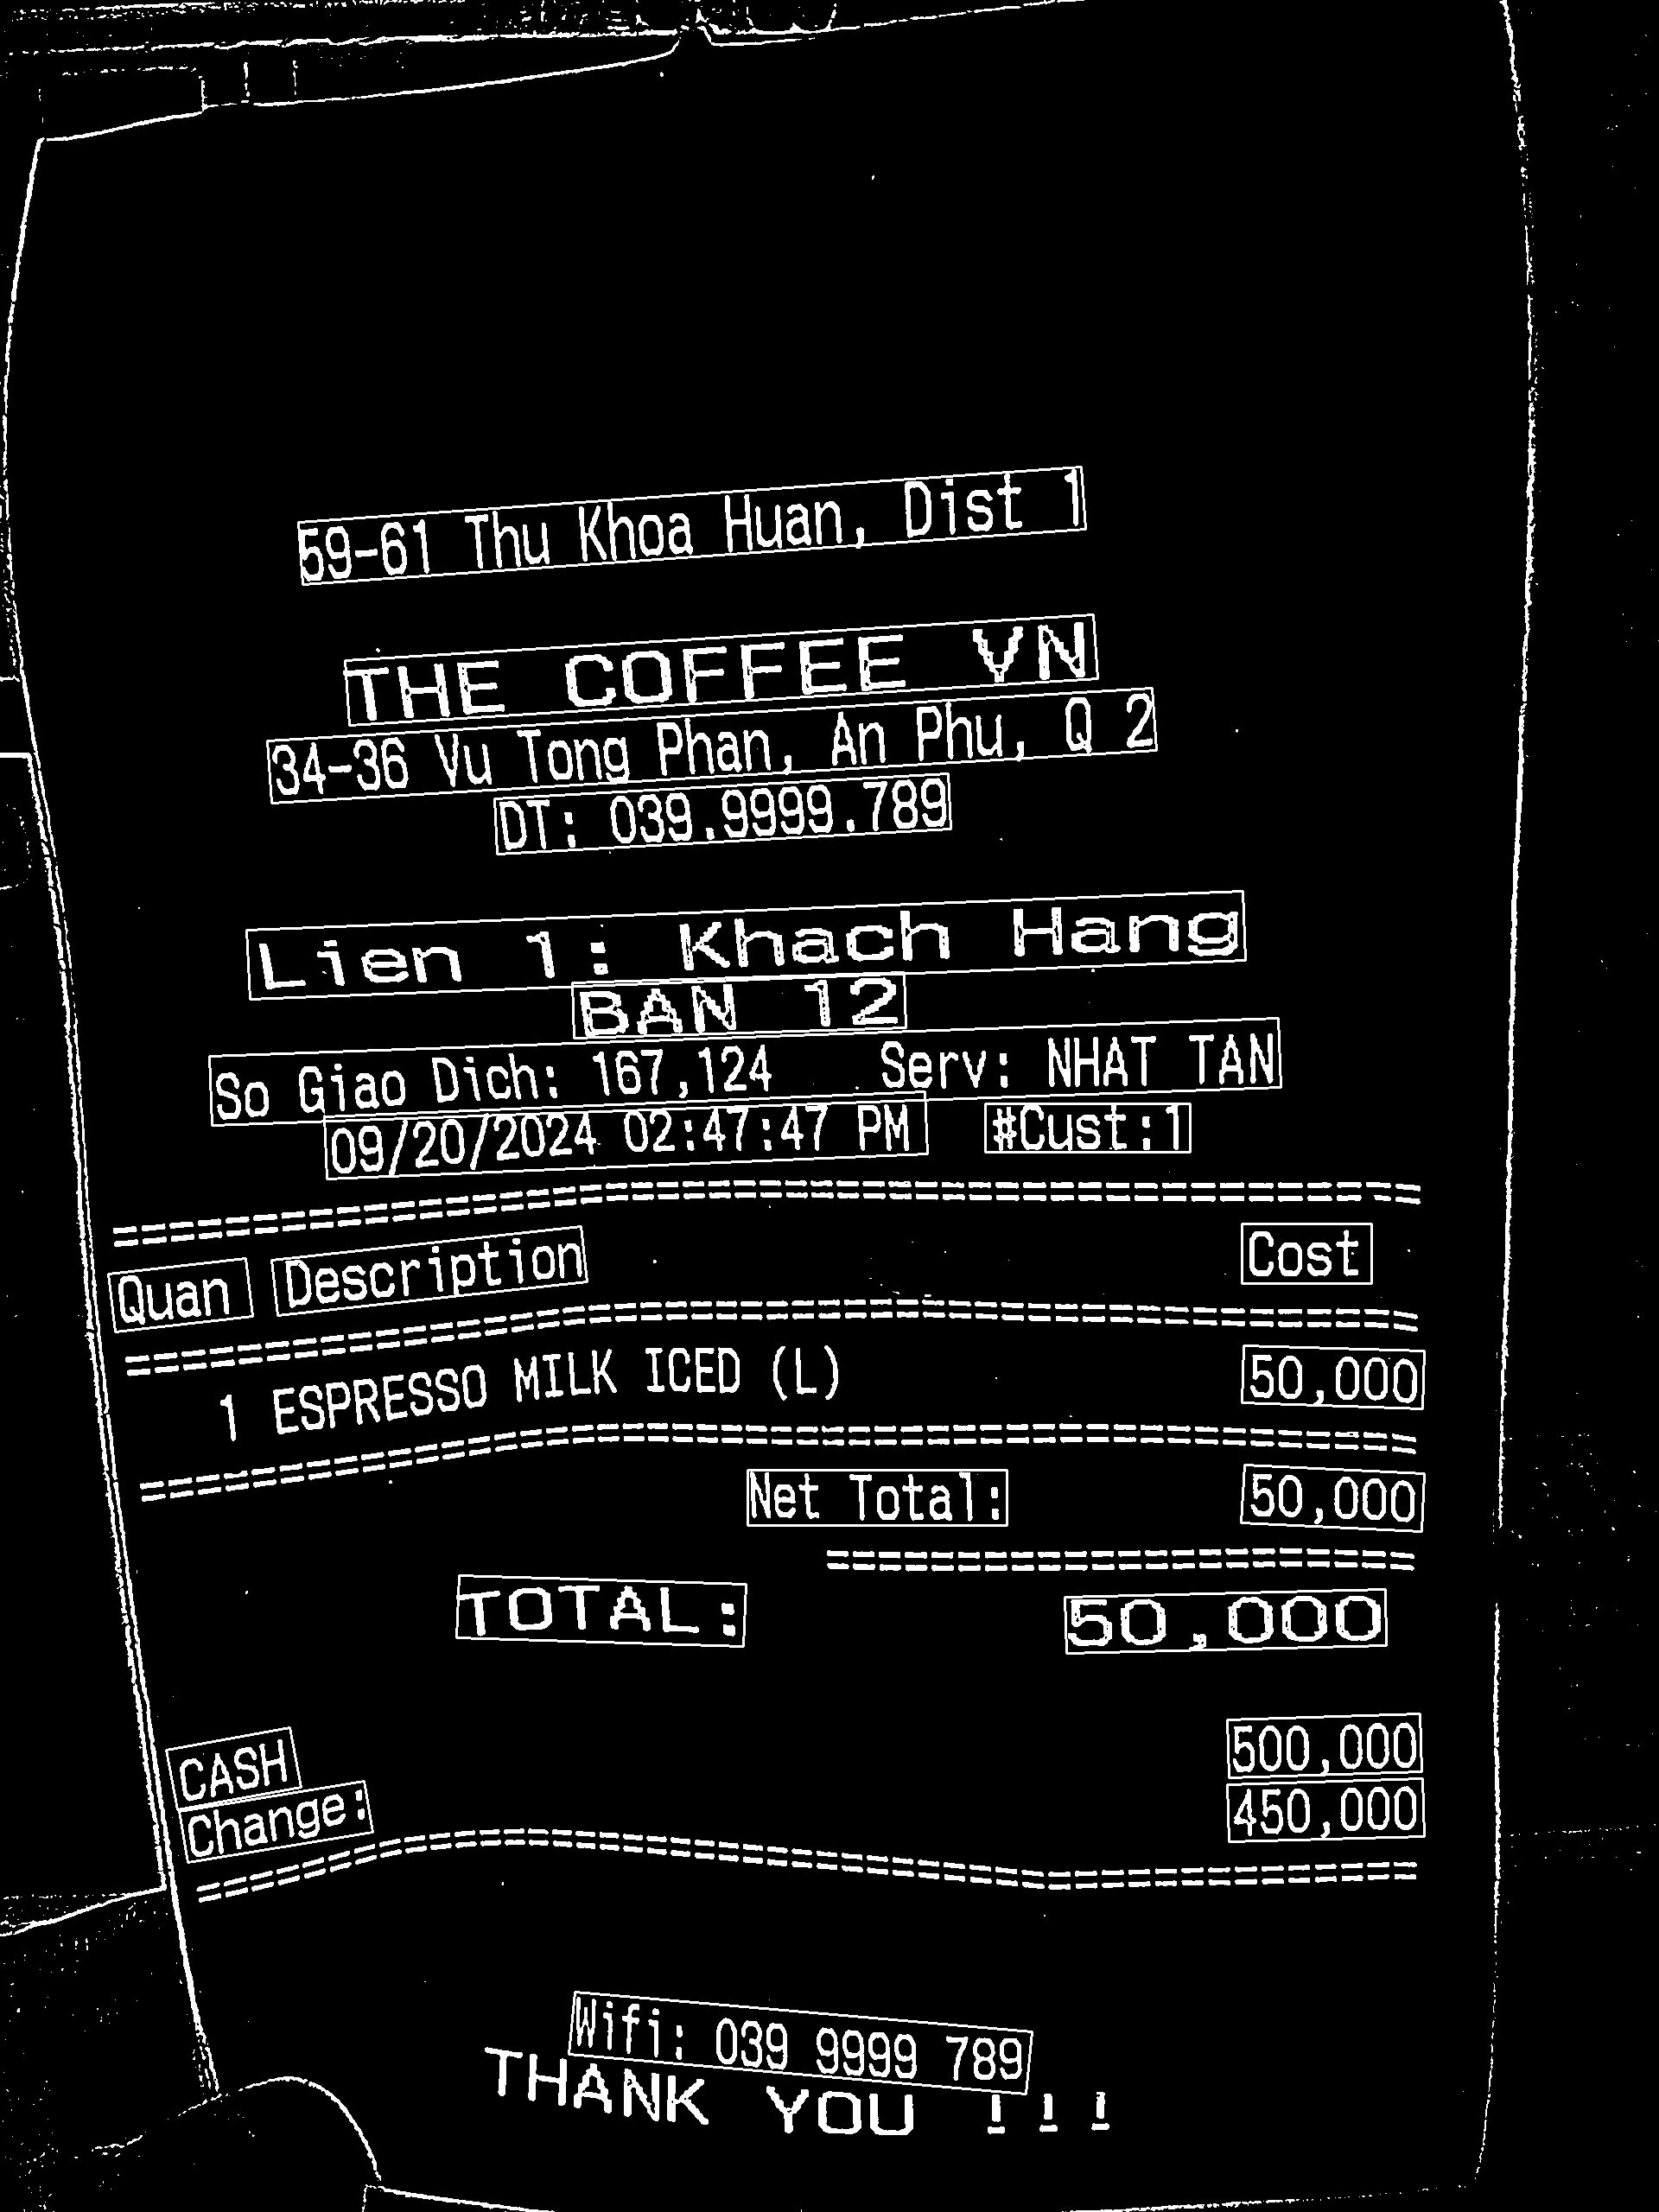 59-61 Thu Khoa Huan, Dist 1
THE COFFEE VN
34-36 Vu Tong Phan, An Phu, Q 2
DT: 039.9999.789
Lien 1: Khach Hang
BAN 12
So Giao Dich: 167,124 Serv: NHAT TAN
09/20/2024 02:47:47 PM #Cust:1
Quan Description Cost
1 ESPRESSO MILK ICED (L) 50,000
Net Total: 50,000
TOTAL: 50,000
CASH 500,000
Change: 450,000
Wifi: 039 9999 789
THANK YOU !!!